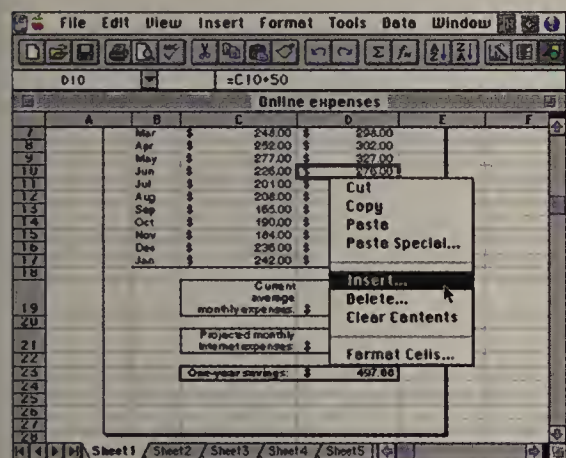 File Edit View Insert Format Tools Data Window
D10 =C10+50
Online expenses
A B C D E F
7 Mar $ 248.00 $ 298.00
8 Apr $ 252.00 $ 302.00
9 May $ 277.00 $ 327.00
10 Jun $ 226.00 $ 276.00
11 Jul $ 201.00 $
12 Aug $ 208.00 $
13 Sep $ 165.00 $
14 Oct $ 190.00 $
15 Nov $ 184.00 $
16 Dec $ 236.00 $
17 Jan $ 242.00 $
18
Current
average
19 monthly expenses: $
20
Projected monthly
21 Internet expenses: $
22
23 One-year savings: $ 497.88
24
25
26
27
28
Cut
Copy
Paste
Paste Special...
Insert...
Delete...
Clear Contents
Format Cells...
Sheet1 Sheet2 Sheet3 Sheet4 Sheet5